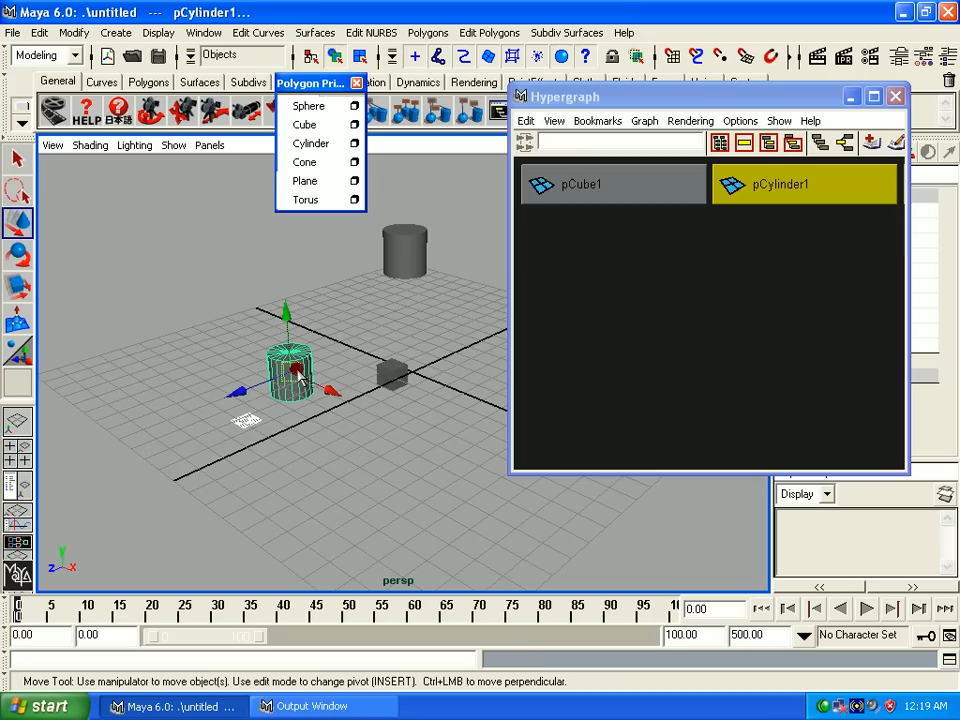 Maya 6.0: .\untitled --- pCylinder1...
File Edit Modify Create Display Window Edit Curves Surfaces Edit NURBS Polygons Edit Polygons Subdiv Surfaces Help
Modeling Objects
General Curves Polygons Surfaces Subdivs Dynamics Rendering
HELP 日本語
Polygon Pri...
Sphere
Cube
Cylinder
Cone
Plane
Torus
View Shading Lighting Show Panels
Hypergraph
Edit View Bookmarks Graph Rendering Options Show Help
pCube1 pCylinder1
persp
y
z x
Display
<< >>
0 5 10 15 20 25 30 35 40 45 50 55 60 65 70 75 80 85 90 95 0.00
0.00 0.00 0 100 100.00 500.00 No Character Set
Move Tool: Use manipulator to move object(s). Use edit mode to change pivot (INSERT). Ctrl+LMB to move perpendicular.
start Maya 6.0: .\untitled ... Output Window 12:19 AM